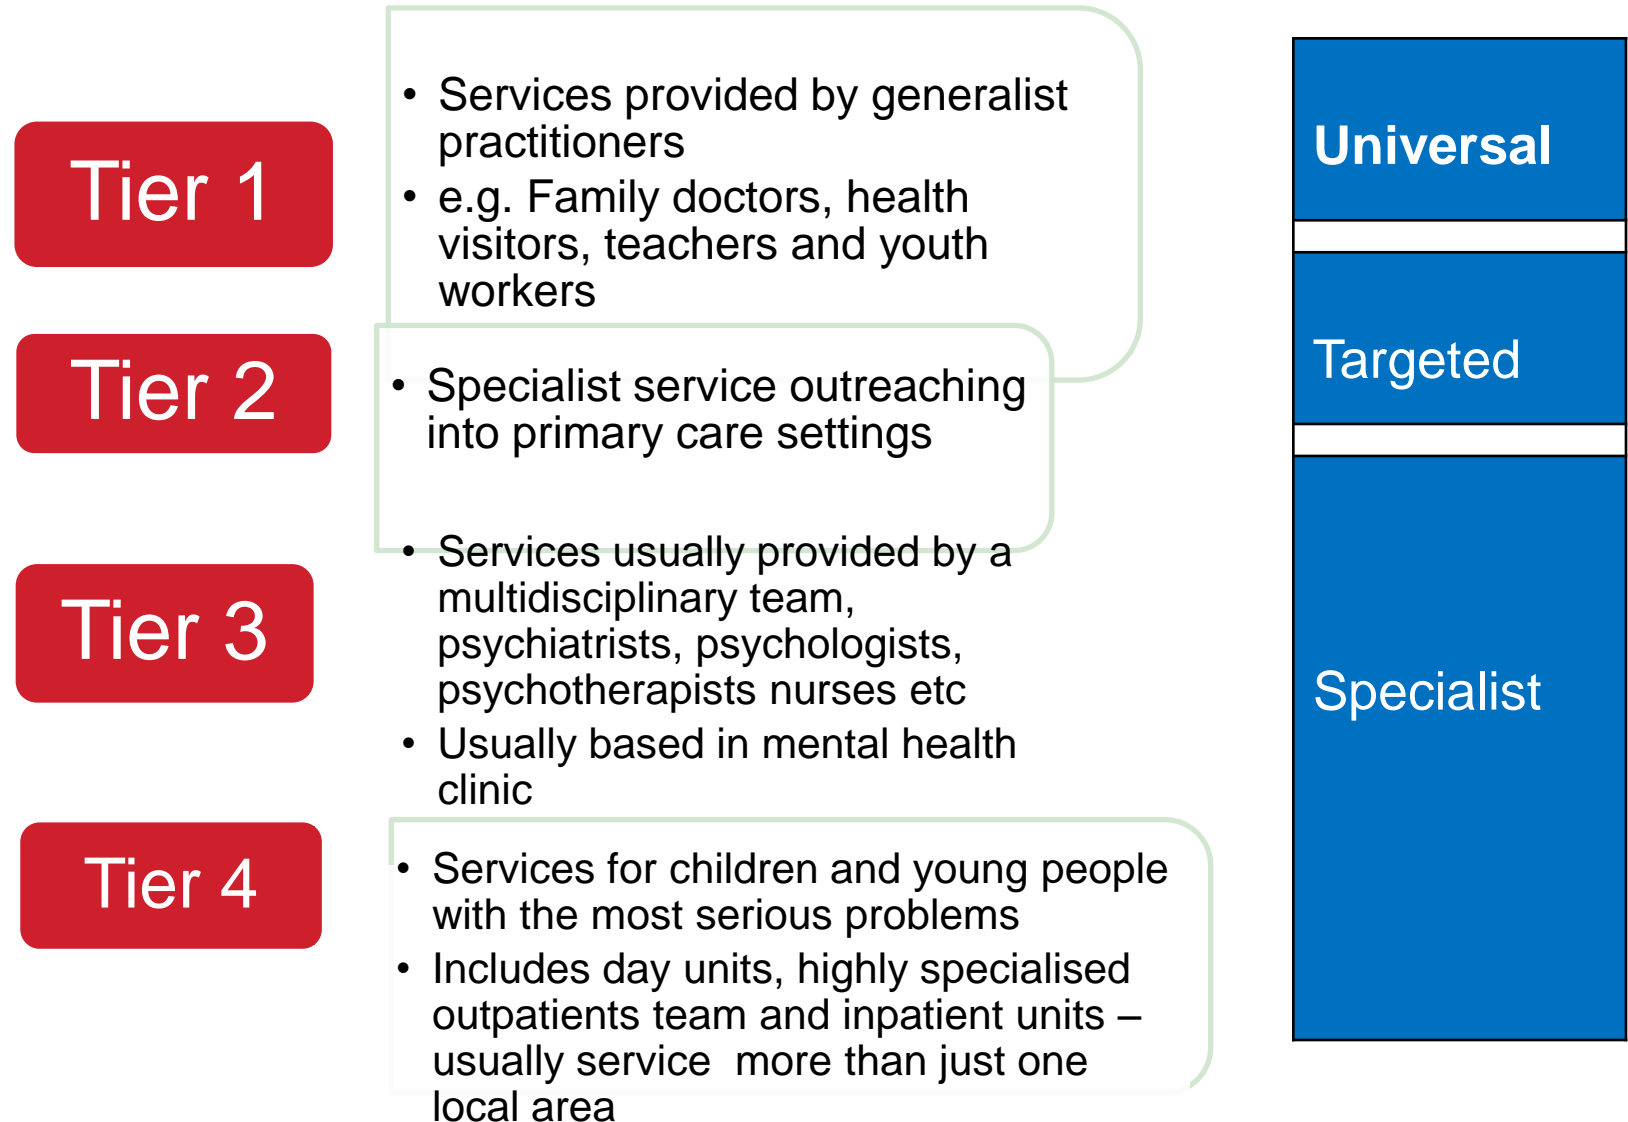 Tier 1
• Services provided by generalist
practitioners
• e.g. Family doctors, health
visitors, teachers and youth
workers
Universal
Tier 2
• Specialist service outreaching
into primary care settings
Targeted
Tier 3
• Services usually provided by a
multidisciplinary team,
psychiatrists, psychologists,
psychotherapists nurses etc
• Usually based in mental health
clinic
Specialist
Tier 4
• Services for children and young people
with the most serious problems
• Includes day units, highly specialised
outpatients team and inpatient units –
usually service  more than just one
local area